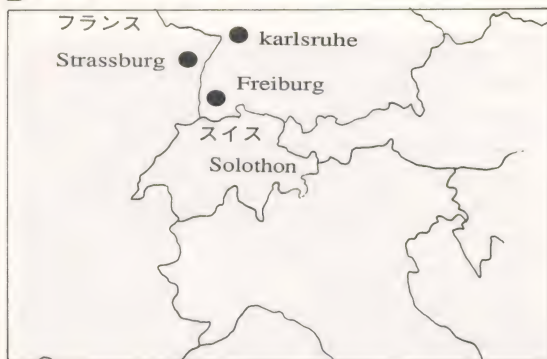 フランス
karlsruhe
Strassburg
Freiburg
スイス
Solothon